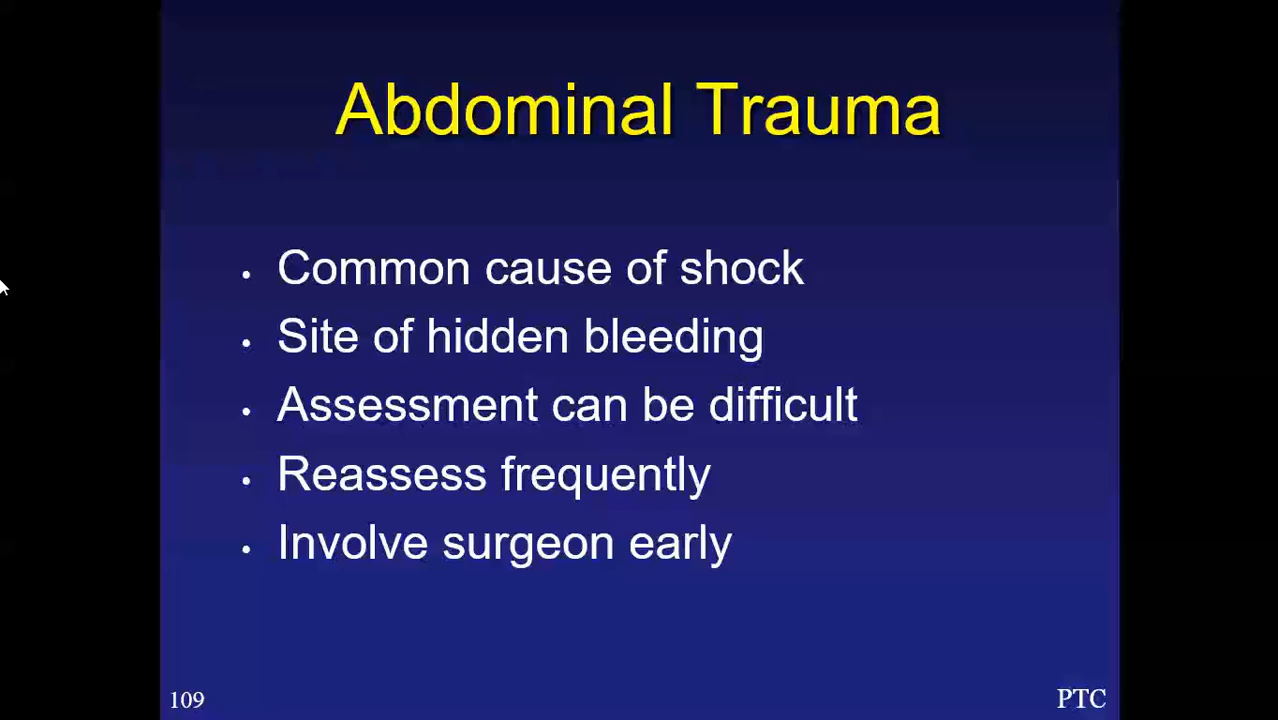 Abdominal Trauma
• Common cause of shock
• Site of hidden bleeding
• Assessment can be difficult
• Reassess frequently
• Involve surgeon early
109
PTC